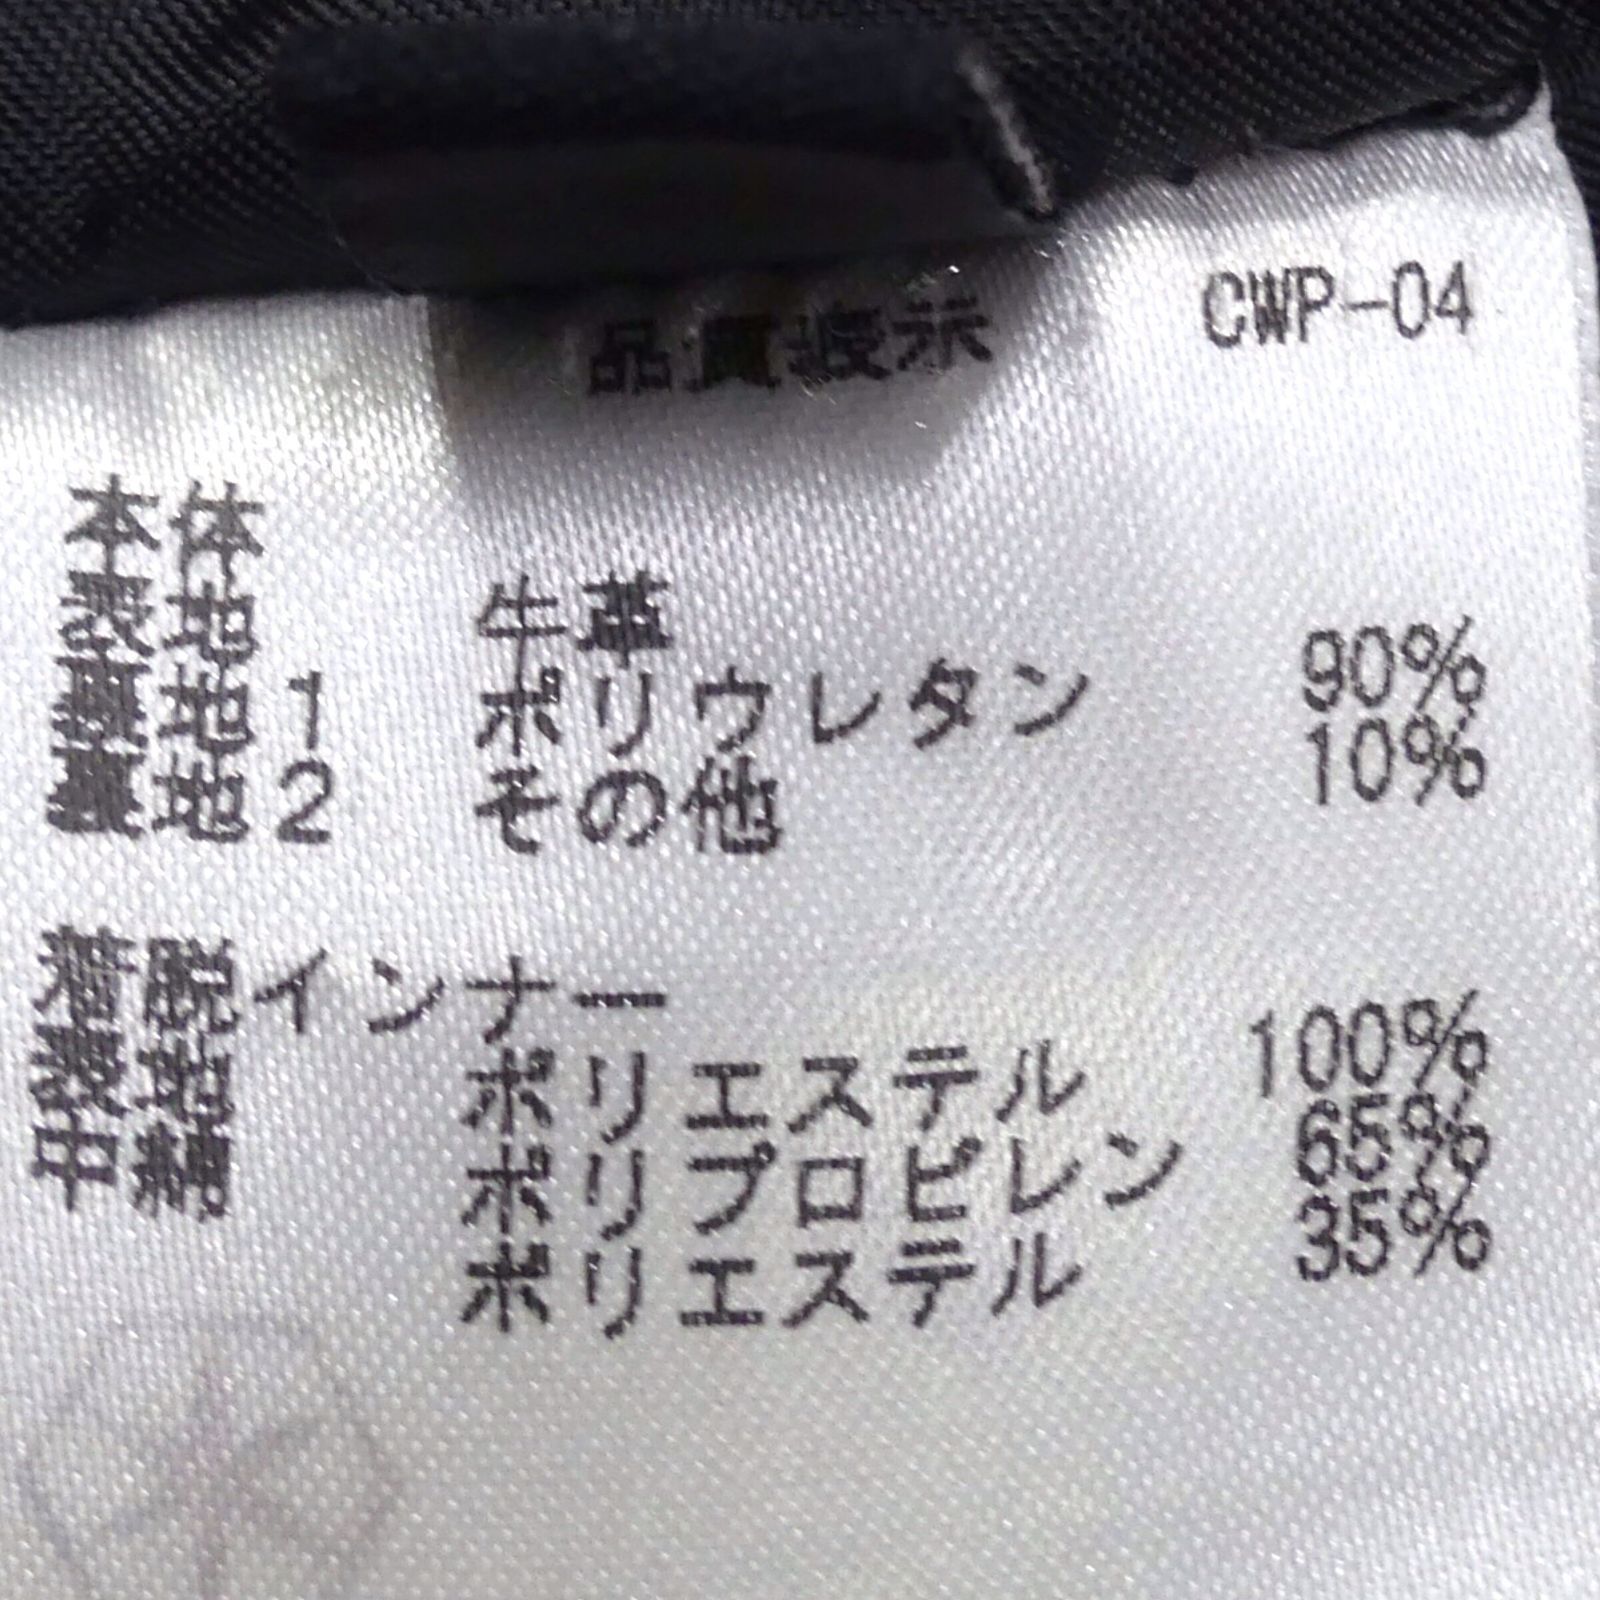 品質表示 CWP-04
本体
表地 牛革
裏地1 ポリウレタン 90%
裏地2 その他 10%
着脱インナー
表地 ポリエステル 100%
中綿 ポリプロピレン 65%
ポリエステル 35%